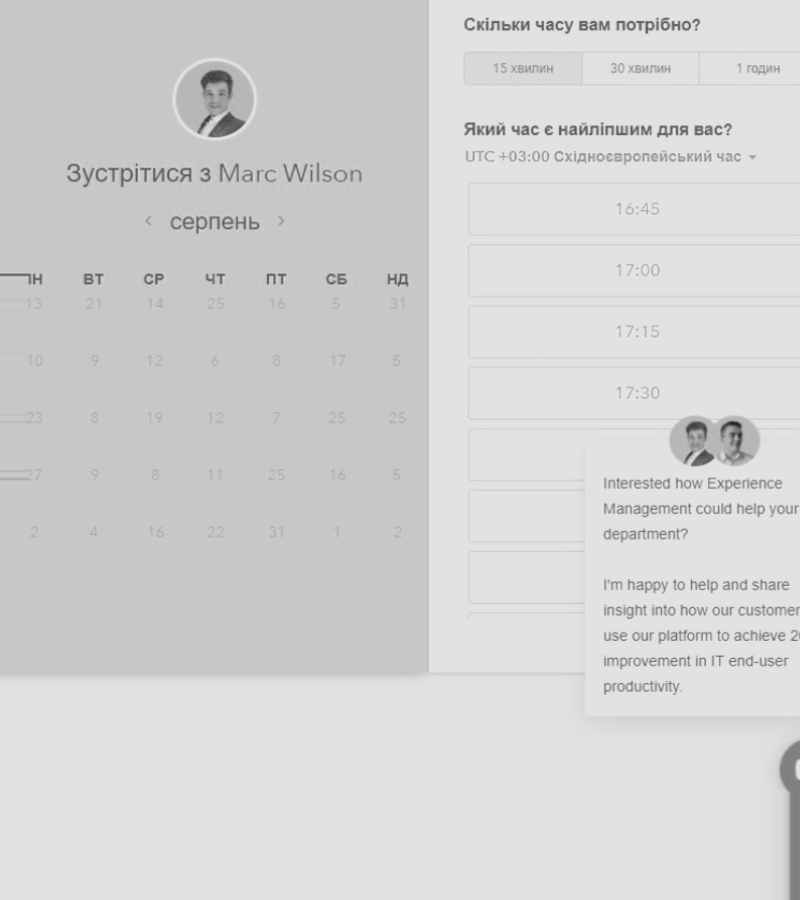 Зустрітися з Marc Wilson
серпень
ПН ВТ СР ЧТ ПТ СБ НД
13 21 14 25 16 5 31
10 9 12 6 8 17 5
23 8 19 12 7 25 25
27 9 8 11 25 16 5
2 4 16 22 31 1 2
Скільки часу вам потрібно?
15 хвилин 30 хвилин 1 годин
Який час є найліпшим для вас?
UTC +03:00 Східноєвропейський час
16:45
17:00
17:15
17:30
Interested how Experience
Management could help your
department?
I'm happy to help and share
insight into how our customer
use our platform to achieve 2
improvement in IT end-user
productivity.